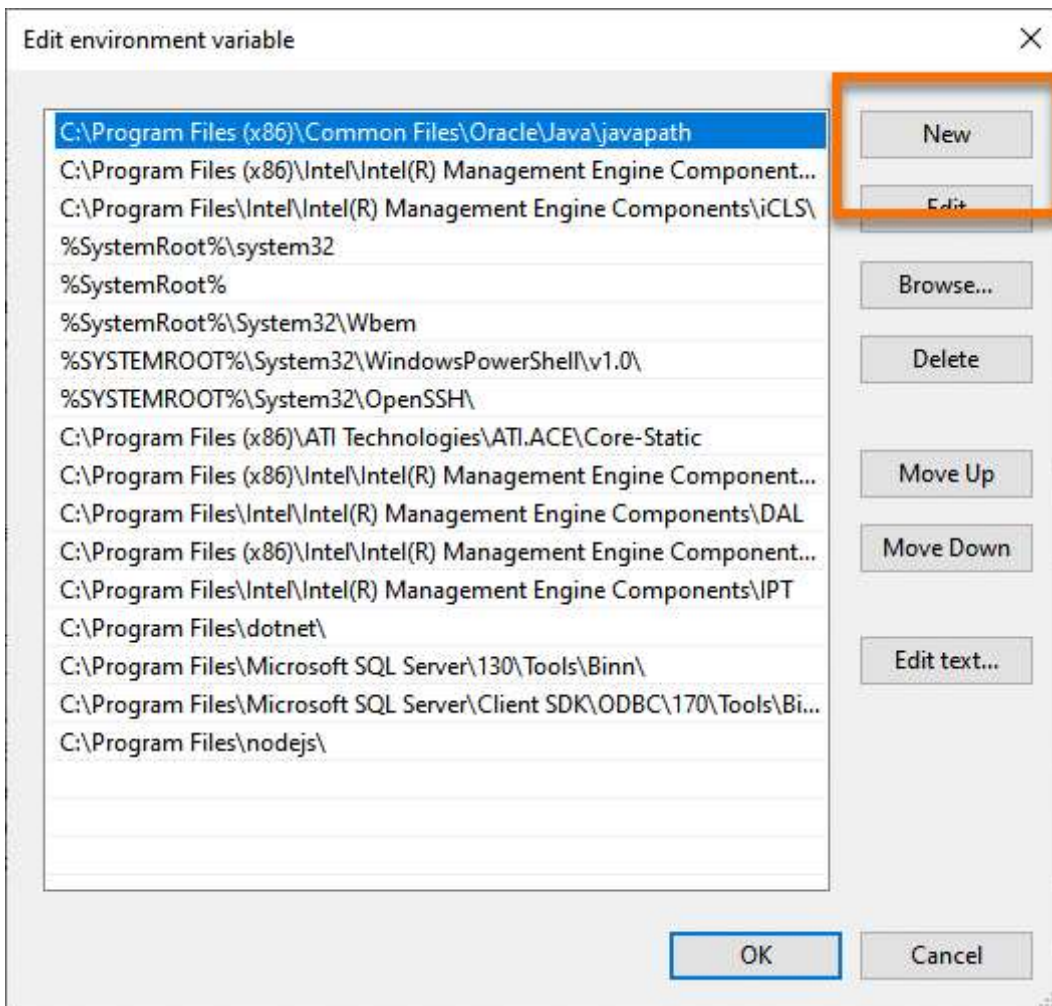 Edit environment variable
C:\Program Files (x86)\Common Files\Oracle\Java\javapath
C:\Program Files (x86)\Intel\Intel(R) Management Engine Component...
C:\Program Files\Intel\Intel(R) Management Engine Components\iCLS\
%SystemRoot%\system32
%SystemRoot%
%SystemRoot%\System32\Wbem
%SYSTEMROOT%\System32\WindowsPowerShell\v1.0\
%SYSTEMROOT%\System32\OpenSSH\
C:\Program Files (x86)\ATI Technologies\ATI.ACE\Core-Static
C:\Program Files (x86)\Intel\Intel(R) Management Engine Component...
C:\Program Files\Intel\Intel(R) Management Engine Components\DAL
C:\Program Files (x86)\Intel\Intel(R) Management Engine Component...
C:\Program Files\Intel\Intel(R) Management Engine Components\IPT
C:\Program Files\dotnet\
C:\Program Files\Microsoft SQL Server\130\Tools\Binn\
C:\Program Files\Microsoft SQL Server\Client SDK\ODBC\170\Tools\Bi...
C:\Program Files\nodejs\
New
Edit
Browse...
Delete
Move Up
Move Down
Edit text...
OK
Cancel